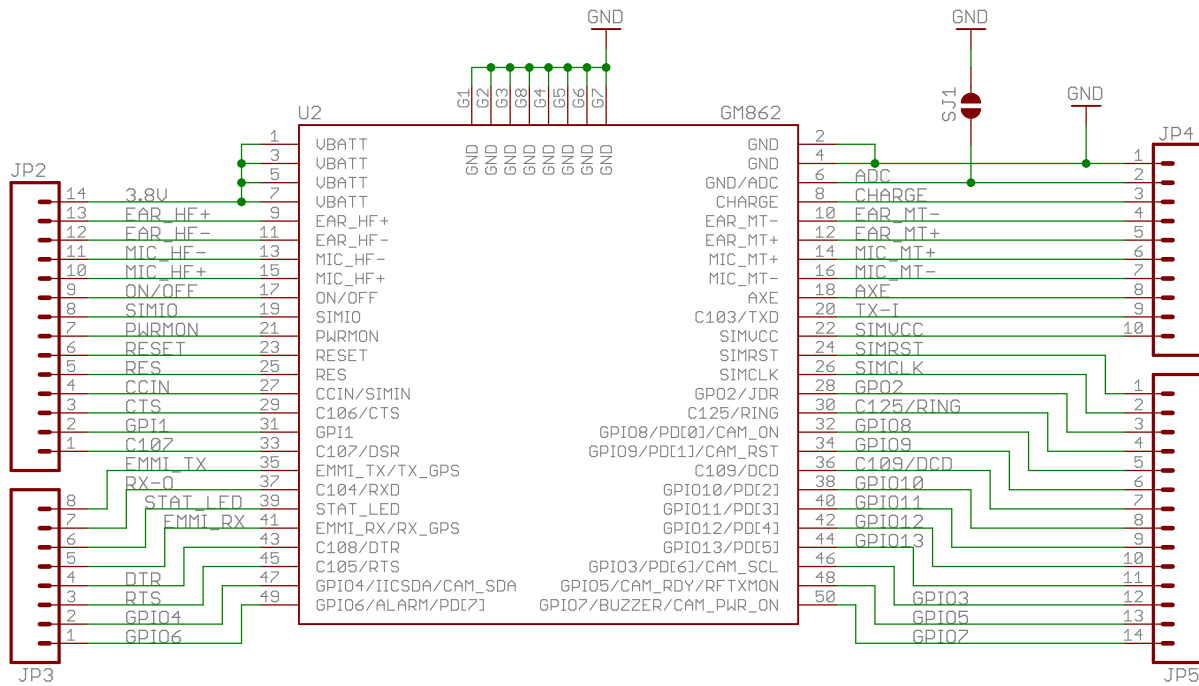 GND
GND
GND
U2
GM862
G1 G2 G3 G8 G4 G5 G6 G7
GND GND GND GND GND GND GND GND
SJ1
JP2
14 3.8V
13 EAR_HF+
12 EAR_HF-
11 MIC_HF-
10 MIC_HF+
9 ON/OFF
8 SIMIO
7 PWRMON
6 RESET
5 RES
4 CCIN
3 CTS
2 GPI1
1 C107
EMMI_TX
RX-O
STAT_LED
EMMI_RX
8
7
6
5
4 DTR
3 RTS
2 GPIO4
1 GPIO6
JP3
1 VBATT
3 VBATT
5 VBATT
7 VBATT
9 EAR_HF+
11 EAR_HF-
13 MIC_HF-
15 MIC_HF+
17 ON/OFF
19 SIMIO
21 PWRMON
23 RESET
25 RES
27 CCIN/SIMIN
29 C106/CTS
31 GPI1
33 C107/DSR
35 EMMI_TX/TX_GPS
37 C104/RXD
39 STAT_LED
41 EMMI_RX/RX_GPS
43 C108/DTR
45 C105/RTS
47 GPIO4/IICSDA/CAM_SDA
49 GPIO6/ALARM/PD[7]
GND 2
GND 4
GND/ADC 6 ADC
CHARGE 8 CHARGE
EAR_MT- 10 EAR_MT-
EAR_MT+ 12 EAR_MT+
MIC_MT+ 14 MIC_MT+
MIC_MT- 16 MIC_MT-
AXE 18 AXE
C103/TXD 20 TX-I
SIMVCC 22 SIMVCC
SIMRST 24 SIMRST
SIMCLK 26 SIMCLK
GPO2/JDR 28 GPO2
C125/RING 30 C125/RING
GPIO8/PD[0]/CAM_ON 32 GPIO8
GPIO9/PD[1]/CAM_RST 34 GPIO9
C109/DCD 36 C109/DCD
GPIO10/PD[2] 38 GPIO10
GPIO11/PD[3] 40 GPIO11
GPIO12/PD[4] 42 GPIO12
GPIO13/PD[5] 44 GPIO13
GPIO3/PD[6]/CAM_SCL 46
GPIO5/CAM_RDY/RFTXMON 48
GPIO7/BUZZER/CAM_PWR_ON 50
GPIO3
GPIO5
GPIO7
JP4
1
2
3
4
5
6
7
8
9
10
1
2
3
4
5
6
7
8
9
10
11
12
13
14
JP5